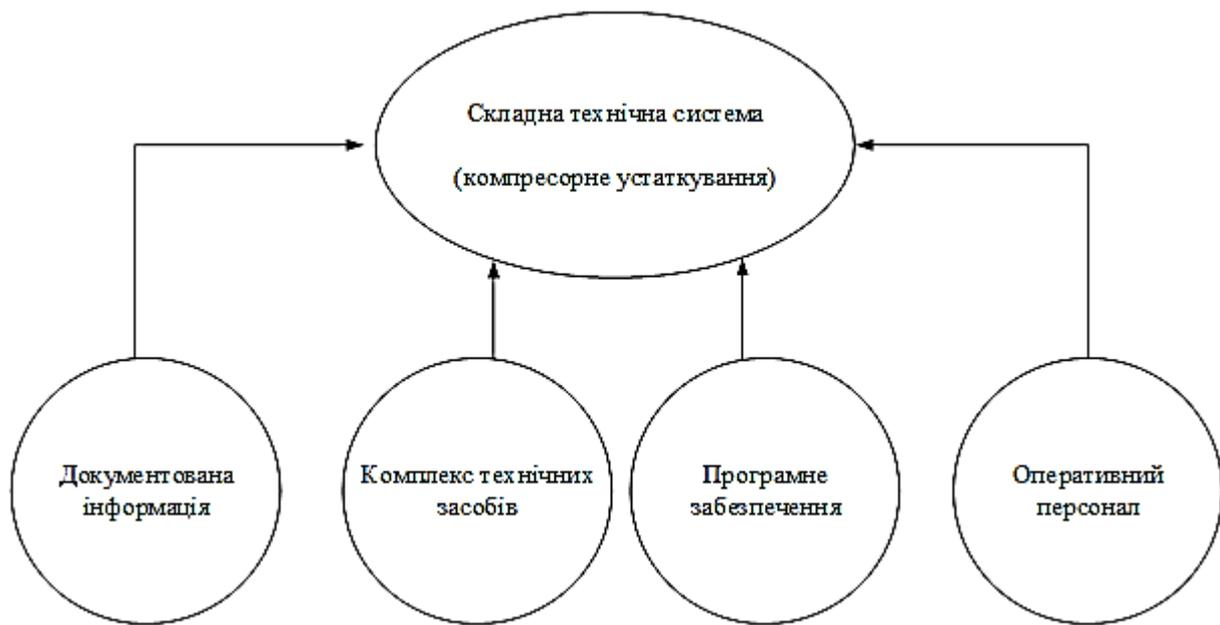 Складна технічна система
(компресорне устаткування)
Документована
інформація
Комплекс технічних
засобів
Програмне
забезпечення
Оперативний
персонал